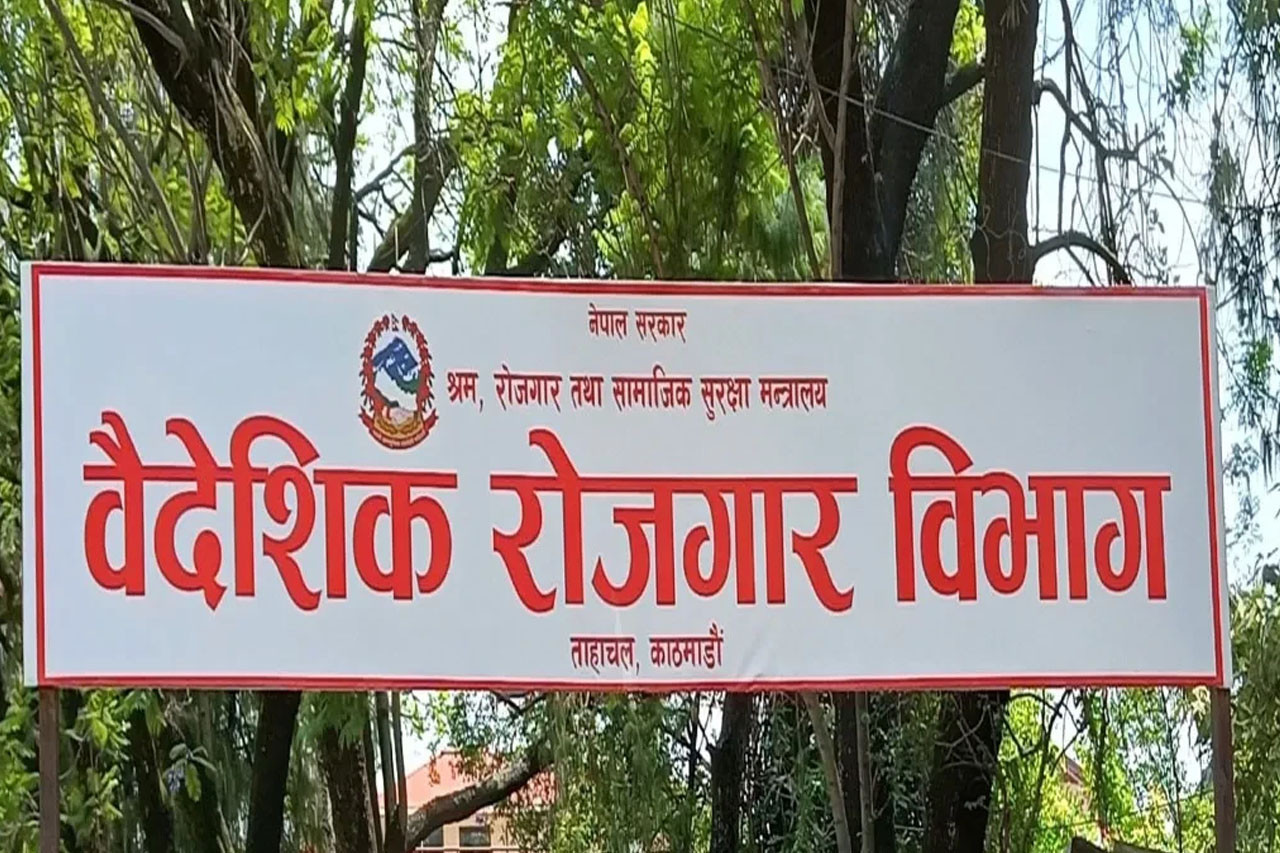 नेपाल सरकार
श्रम, रोजगार तथा सामाजिक सुरक्षा मन्त्रालय
वैदेशिक रोजगार विभाग
ताहाचल, काठमाडौं